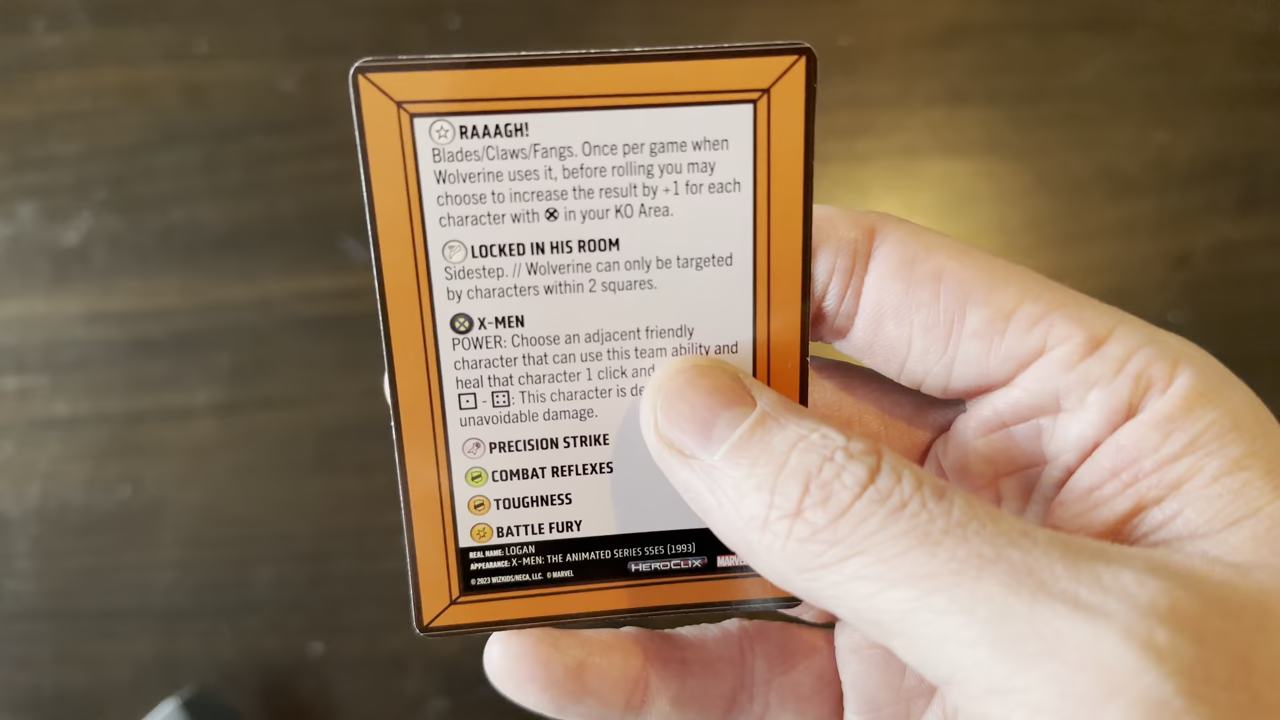 RAAAGH!
Blades/Claws/Fangs. Once per game when
Wolverine uses it, before rolling you may
choose to increase the result by +1 for each
character with in your KO Area.
LOCKED IN HIS ROOM
Sidestep. // Wolverine can only be targeted
by characters within 2 squares.
X-MEN
POWER: Choose an adjacent friendly
character that can use this team ability and
heal that character 1 click and
- : This character is de
unavoidable damage.
PRECISION STRIKE
COMBAT REFLEXES
TOUGHNESS
BATTLE FURY
REAL NAME: LOGAN
APPEARANCE: X-MEN: THE ANIMATED SERIES S5E5 (1993)
© 2023 WIZKIDS/NECA, LLC. © MARVEL
HEROCLIX MARVEL